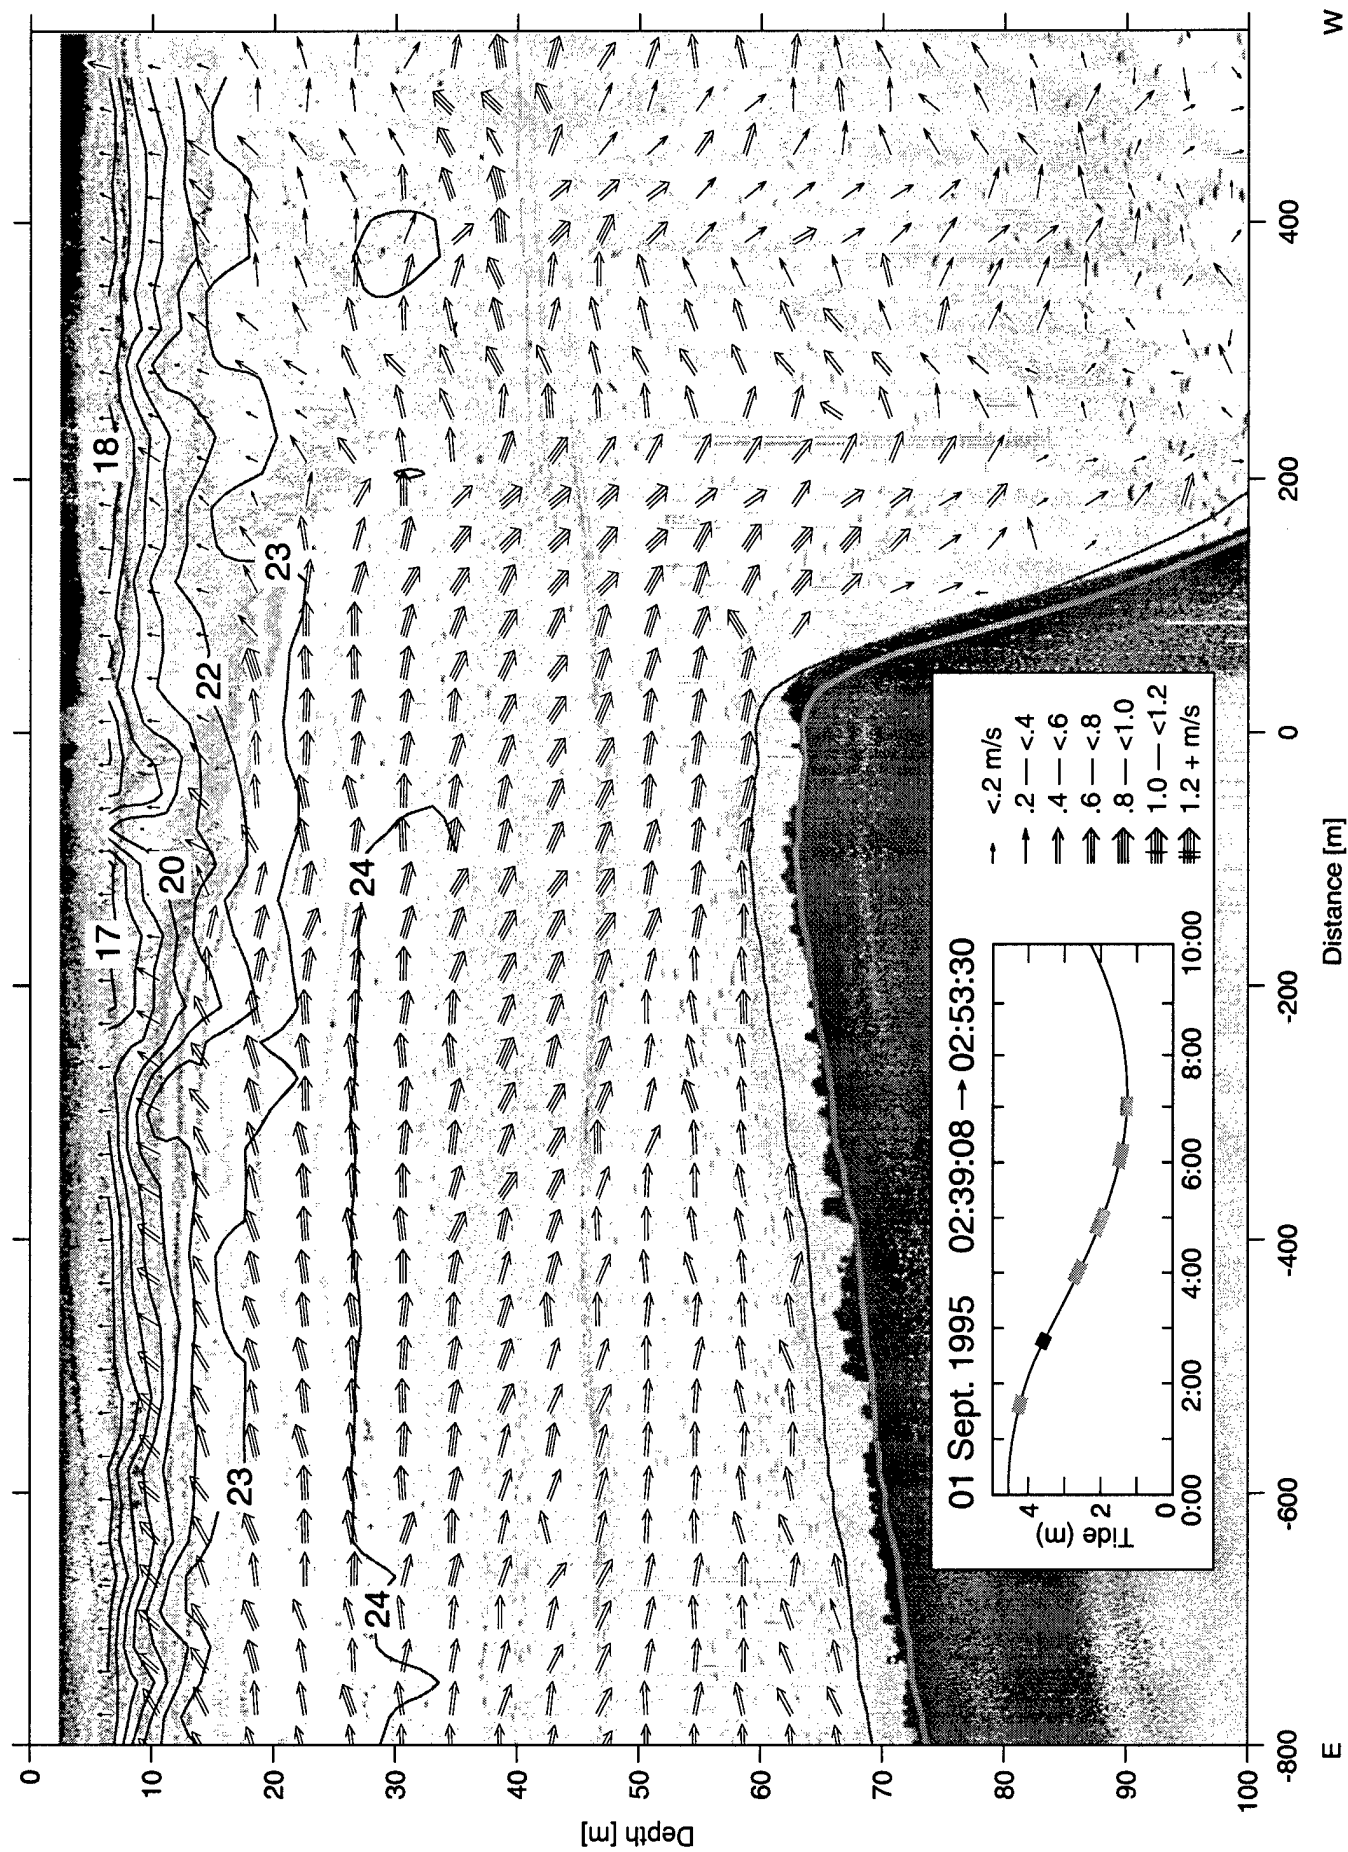 0
10
20
30
40
50
60
70
80
90
100
Depth [m]
17
18
20
22
23
23
24
24
01 Sept. 1995 02:39:08 → 02:53:30
Tide (m)
4
2
0
0:00
2:00
4:00
6:00
8:00
10:00
<.2 m/s
.2 — <.4
.4 — <.6
.6 — <.8
.8 — <1.0
1.0 — <1.2
1.2 + m/s
-800
-600
-400
-200
0
200
400
E
Distance [m]
W